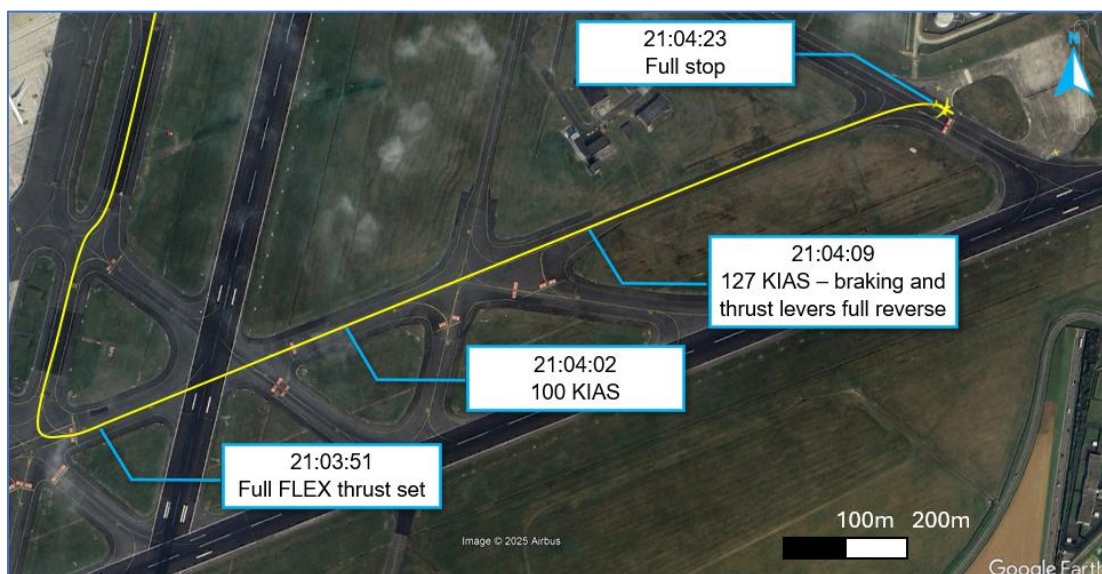 21:04:23
Full stop
N
21:04:09
127 KIAS – braking and
thrust levers full reverse
21:04:02
100 KIAS
21:03:51
Full FLEX thrust set
100m 200m
Image © 2025 Airbus
Google Earth